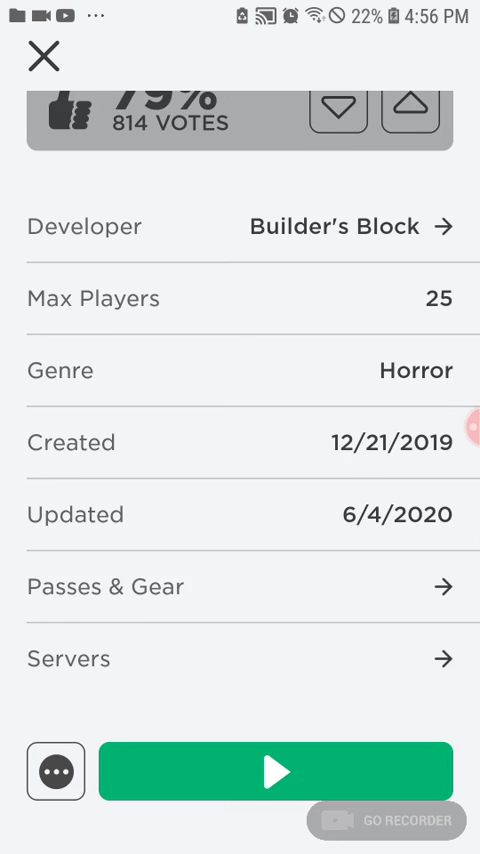 22% 4:56 PM
79%
814 VOTES
Developer Builder's Block
Max Players 25
Genre Horror
Created 12/21/2019
Updated 6/4/2020
Passes & Gear
Servers
GO RECORDER